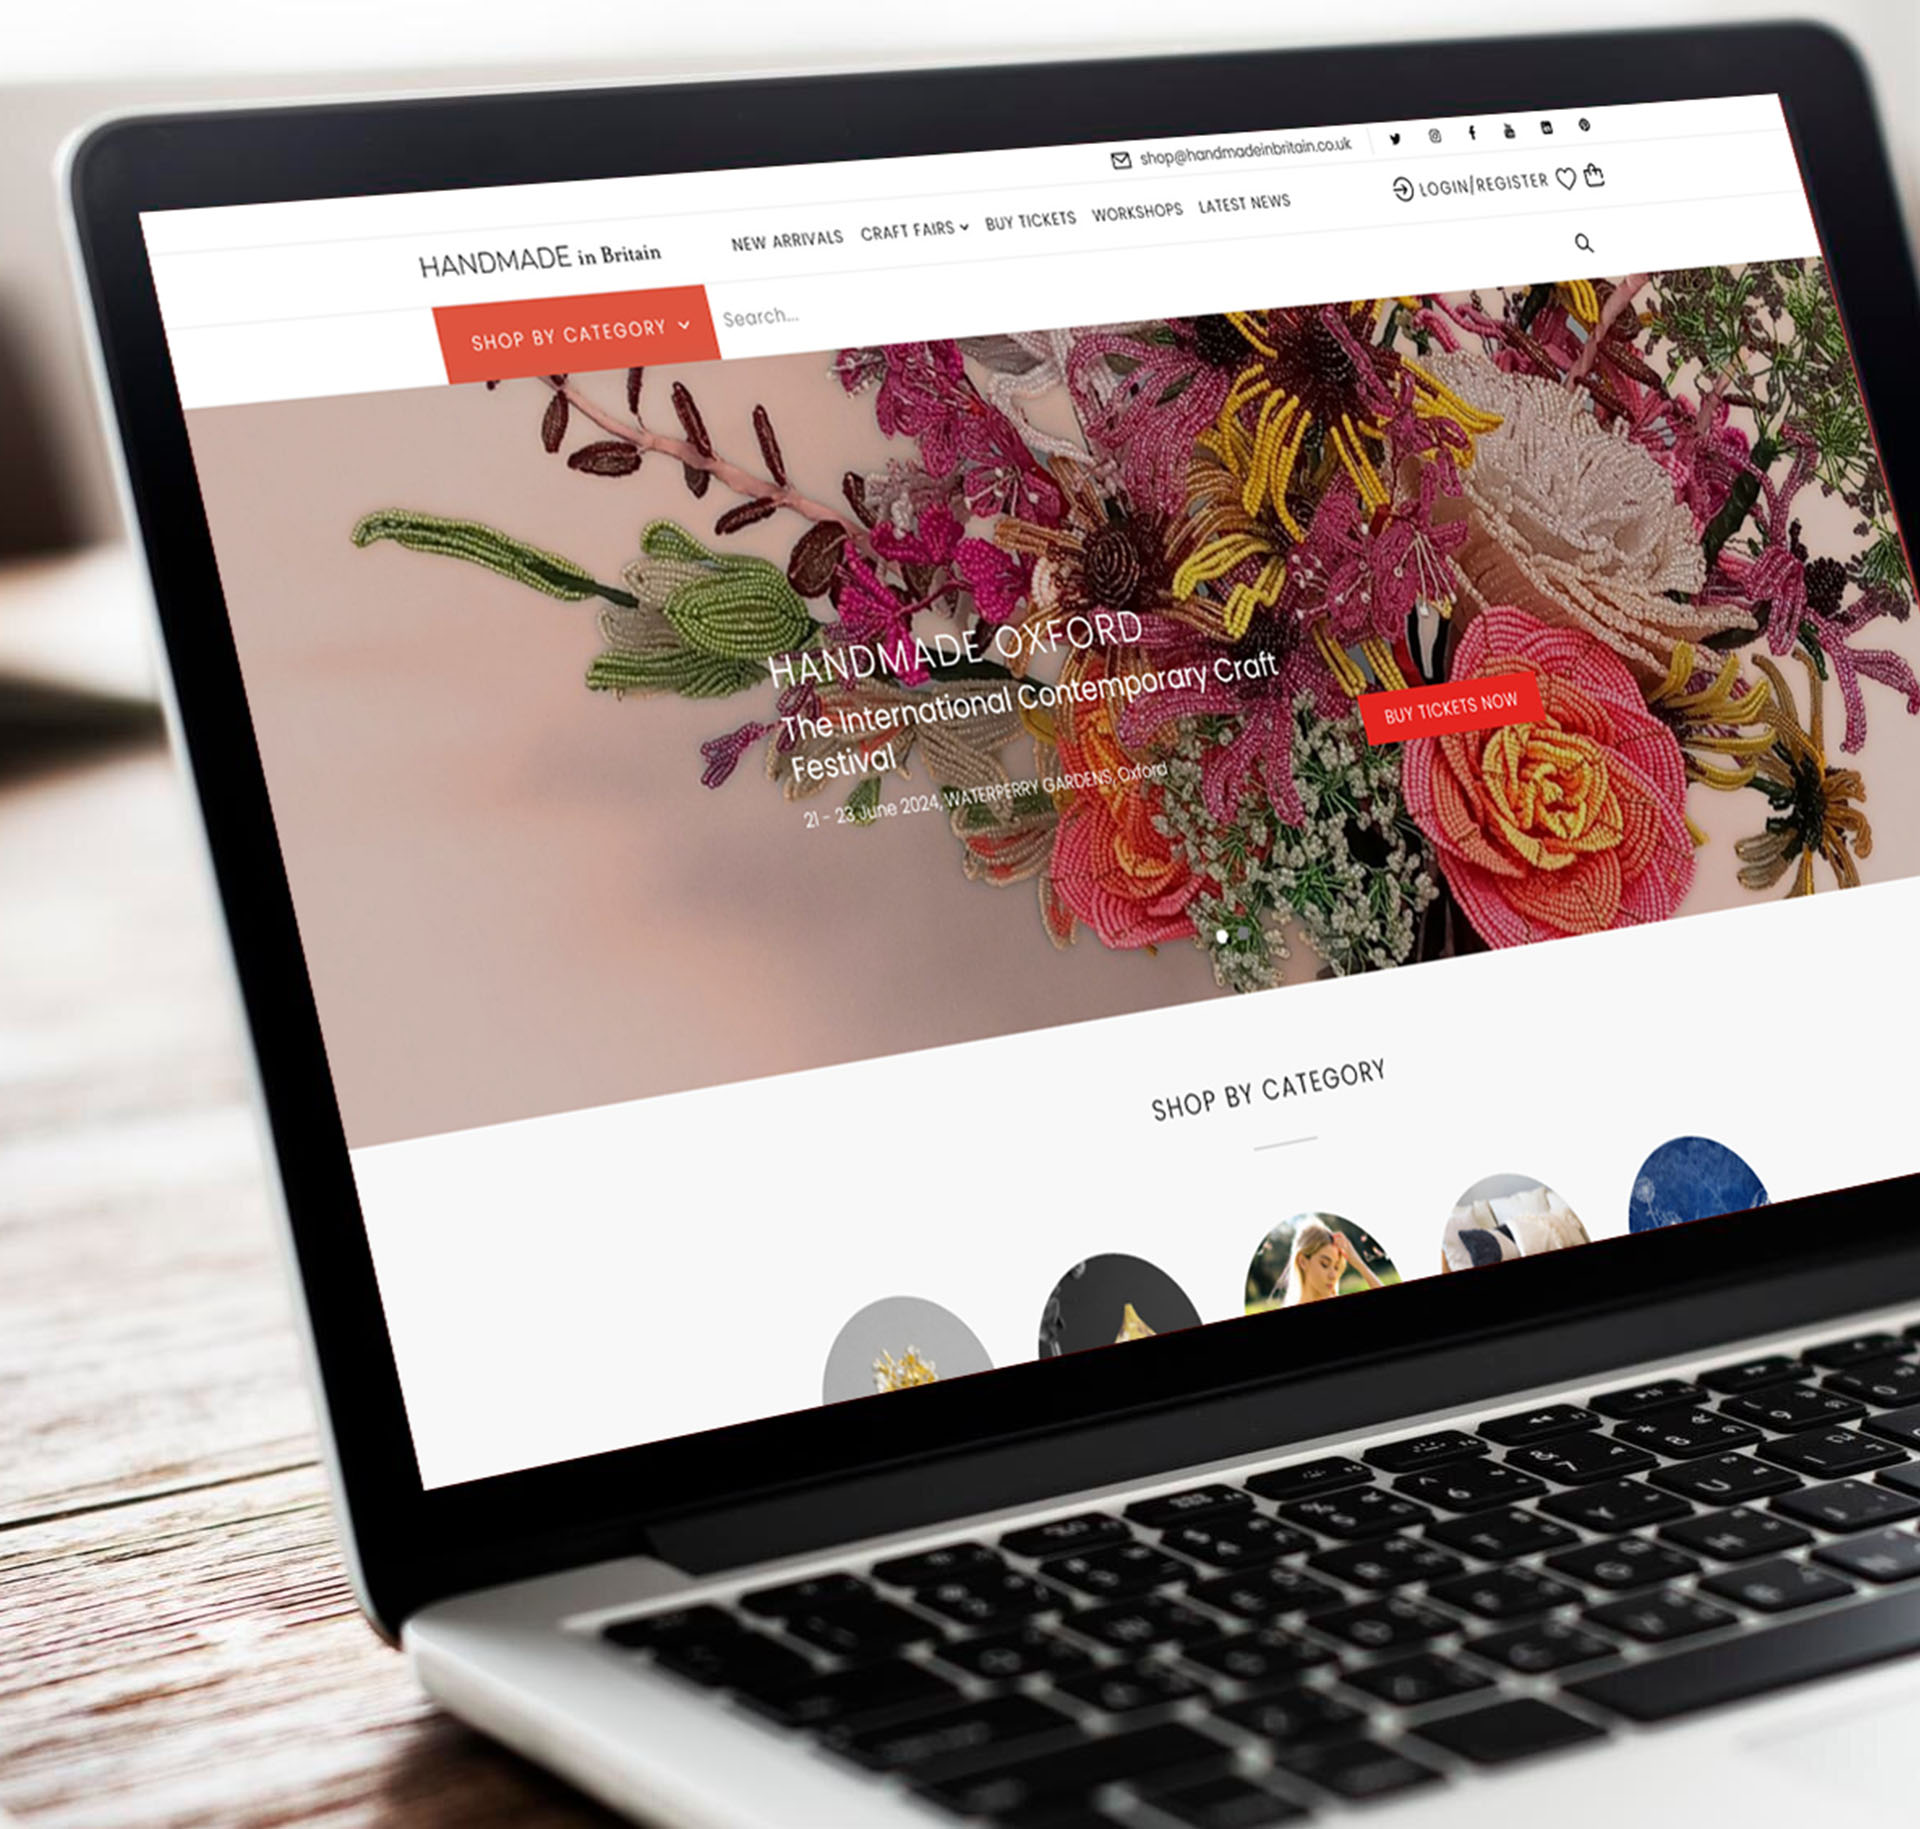 shop@handmadeinbritain.co.uk
LOGIN/REGISTER
HANDMADE in Britain
NEW ARRIVALS CRAFT FAIRS BUY TICKETS WORKSHOPS LATEST NEWS
SHOP BY CATEGORY
Search...
HANDMADE OXFORD
The International Contemporary Craft
Festival
21 - 23 June 2024, WATERPERRY GARDENS, Oxford
BUY TICKETS NOW
SHOP BY CATEGORY